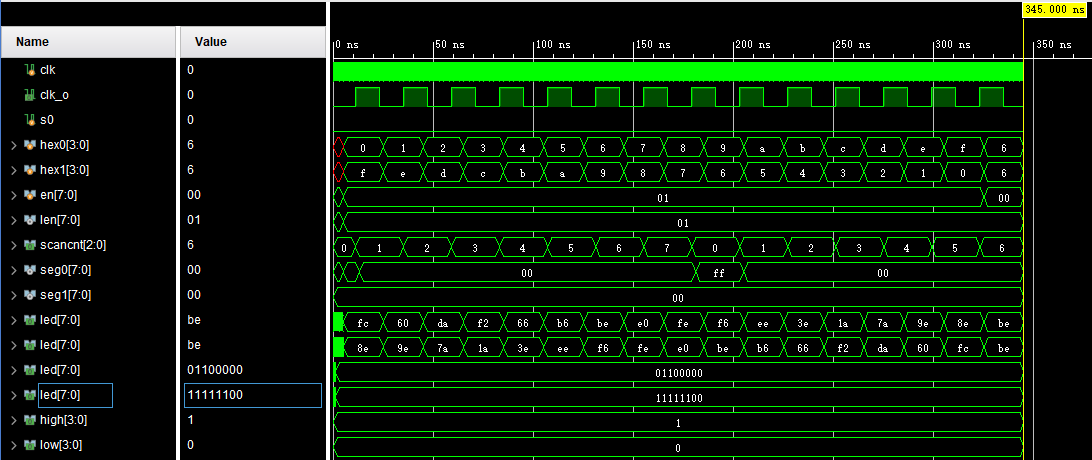 345.000 ns
Name Value 0 ns 50 ns 100 ns 150 ns 200 ns 250 ns 300 ns 350 ns
clk 0
clk_o 0
s0 0
hex0[3:0] 6 0 1 2 3 4 5 6 7 8 9 a b c d e f 6
hex1[3:0] 6 f e d c b a 9 8 7 6 5 4 3 2 1 0 6
en[7:0] 00 01 00
len[7:0] 01 01
scancnt[2:0] 6 0 1 2 3 4 5 6 7 0 1 2 3 4 5 6
seg0[7:0] 00 00 ff 00
seg1[7:0] 00 00
led[7:0] be fc 60 da f2 66 b6 be e0 fe f6 ee 3e 1a 7a 9e 8e be
led[7:0] be 8e 9e 7a 1a 3e ee f6 fe e0 be b6 66 f2 da 60 fc be
led[7:0] 01100000 01100000
led[7:0] 11111100 11111100
high[3:0] 1 1
low[3:0] 0 0